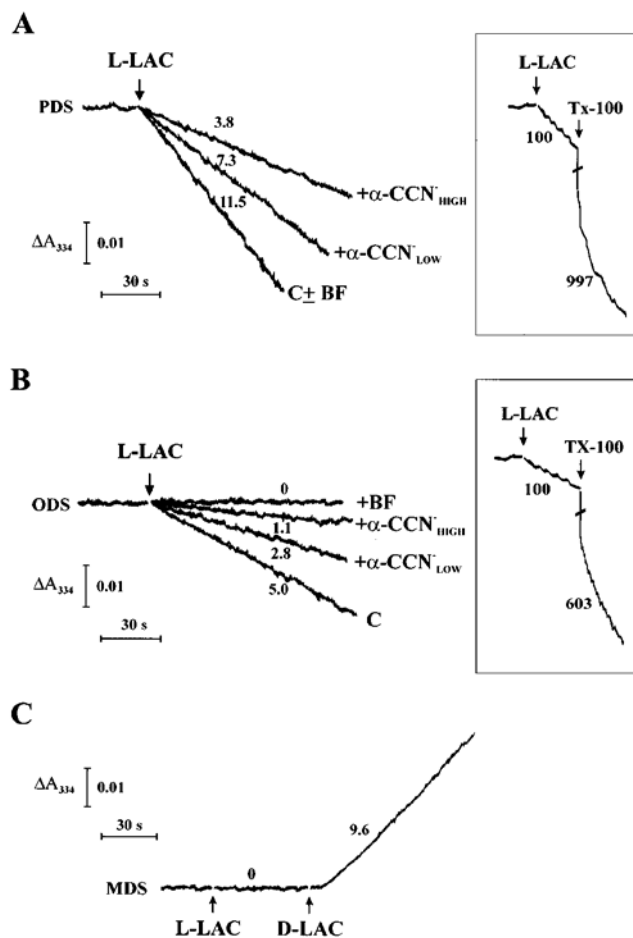 A
L-LAC
PDS
3.8
7.3
11.5
+α-CCN⁻HIGH
+α-CCN⁻LOW
C± BF
ΔA₃₃₄ 0.01
30 s
L-LAC
Tx-100
100
997
B
L-LAC
ODS
0
+BF
1.1
+α-CCN⁻HIGH
2.8
+α-CCN⁻LOW
5.0
C
ΔA₃₃₄ 0.01
30 s
L-LAC
TX-100
100
603
C
ΔA₃₃₄ 0.01
30 s
9.6
0
MDS
L-LAC D-LAC